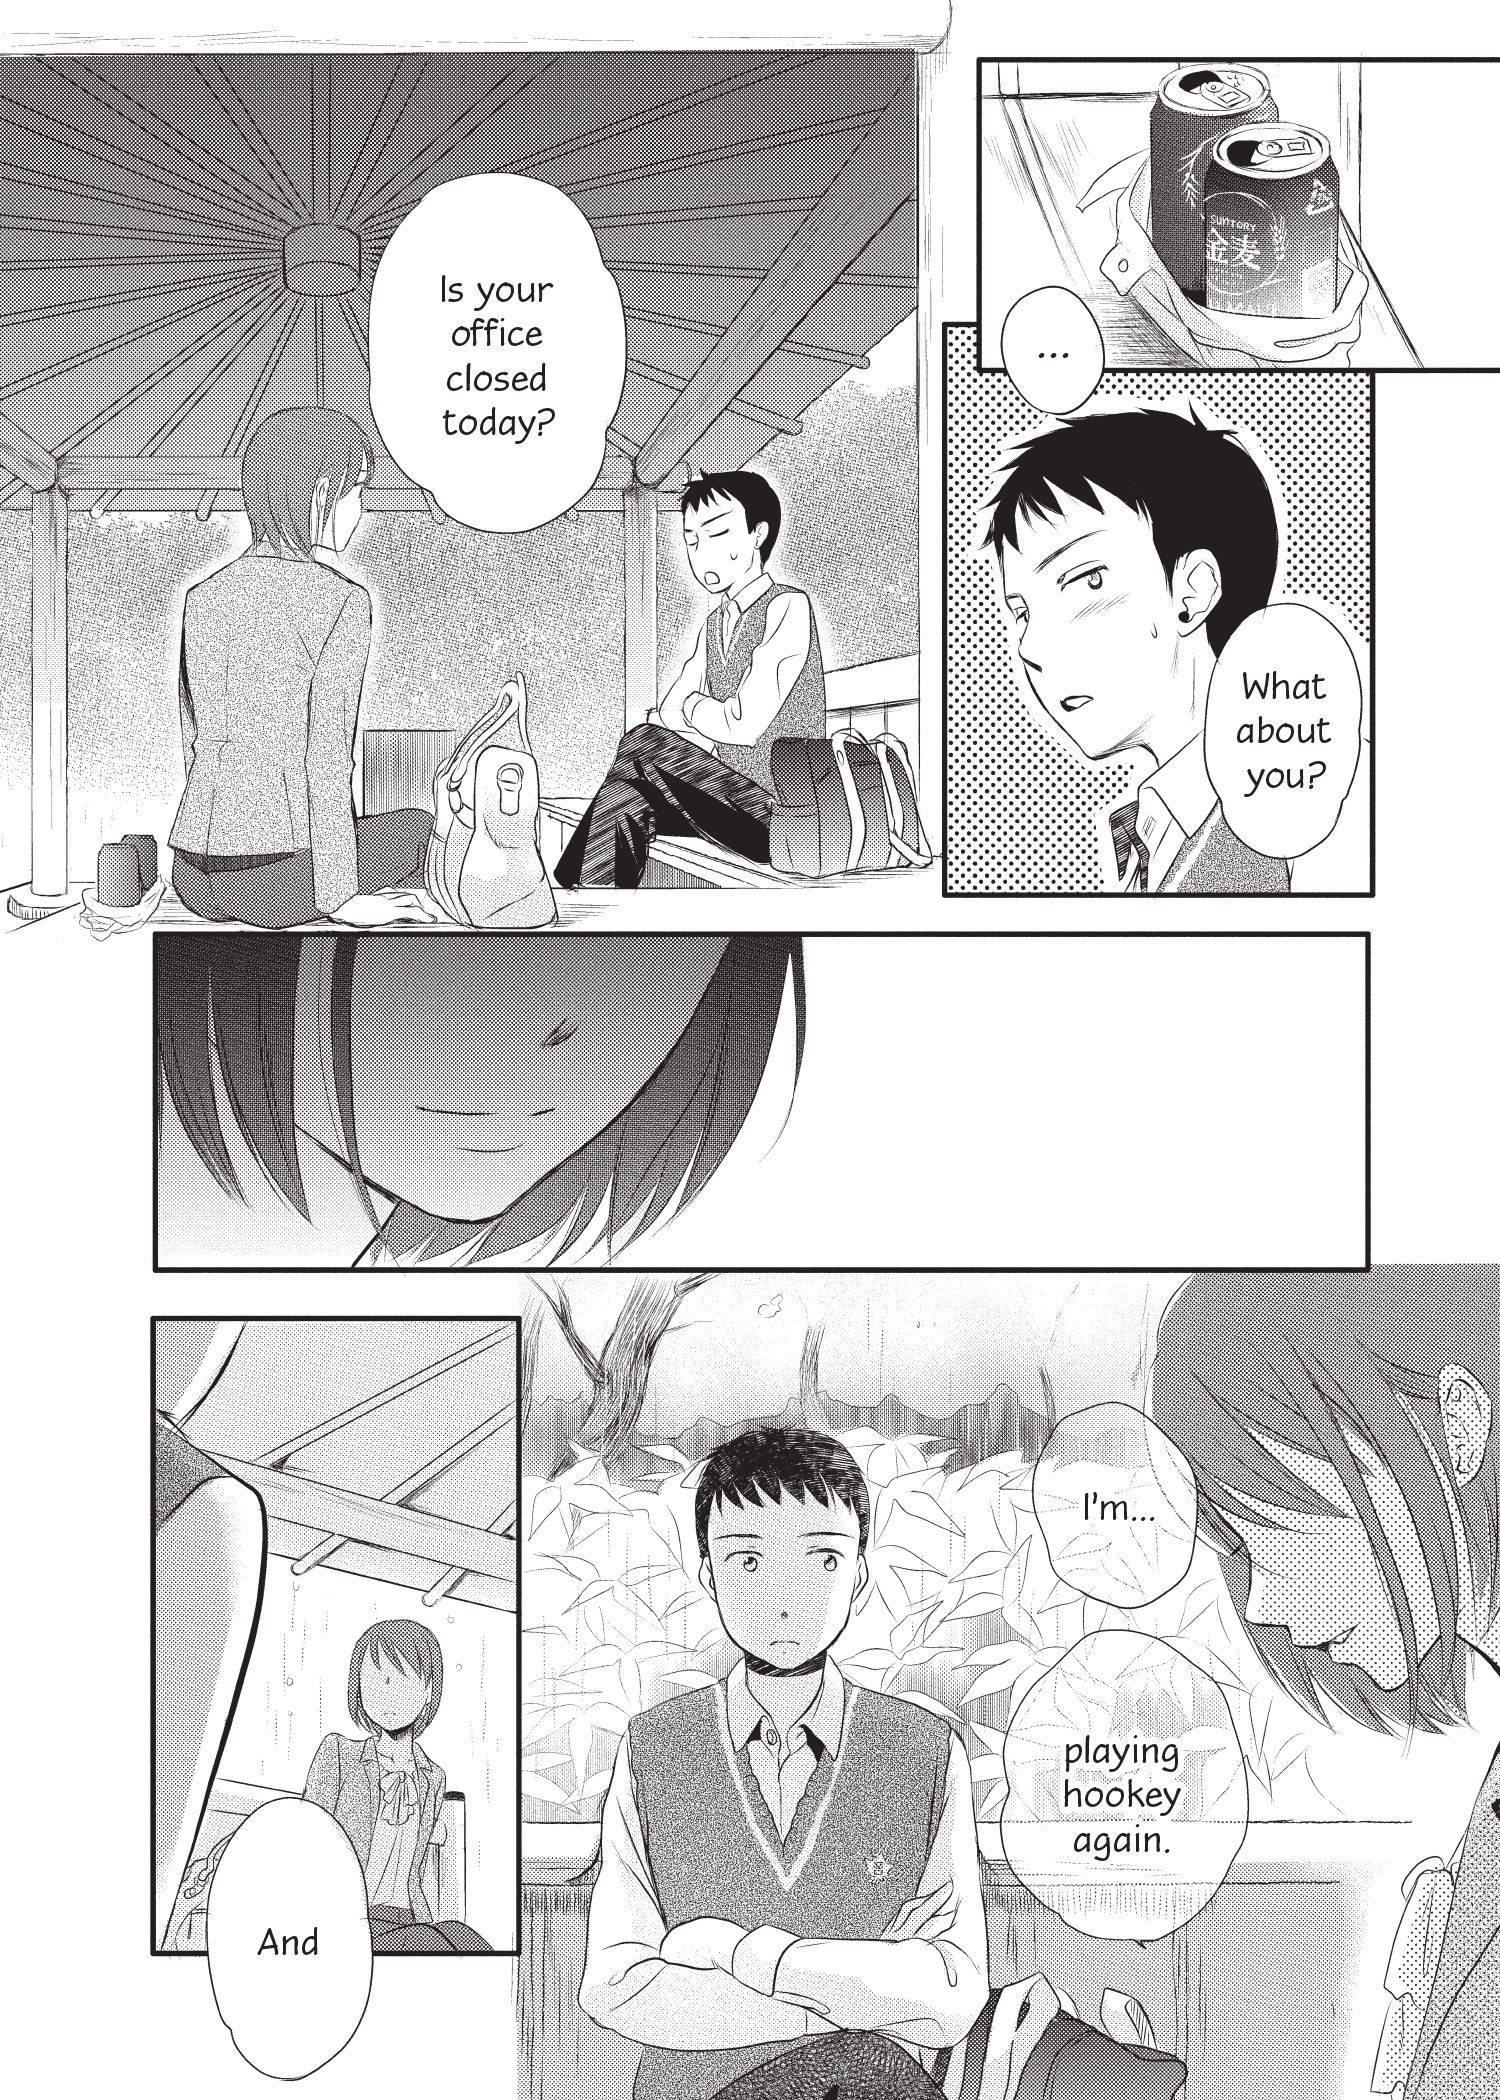 SUNTORY
金麦
...
What
about
you?
Is your
office
closed
today?
I'm...
playing
hookey
again.
And